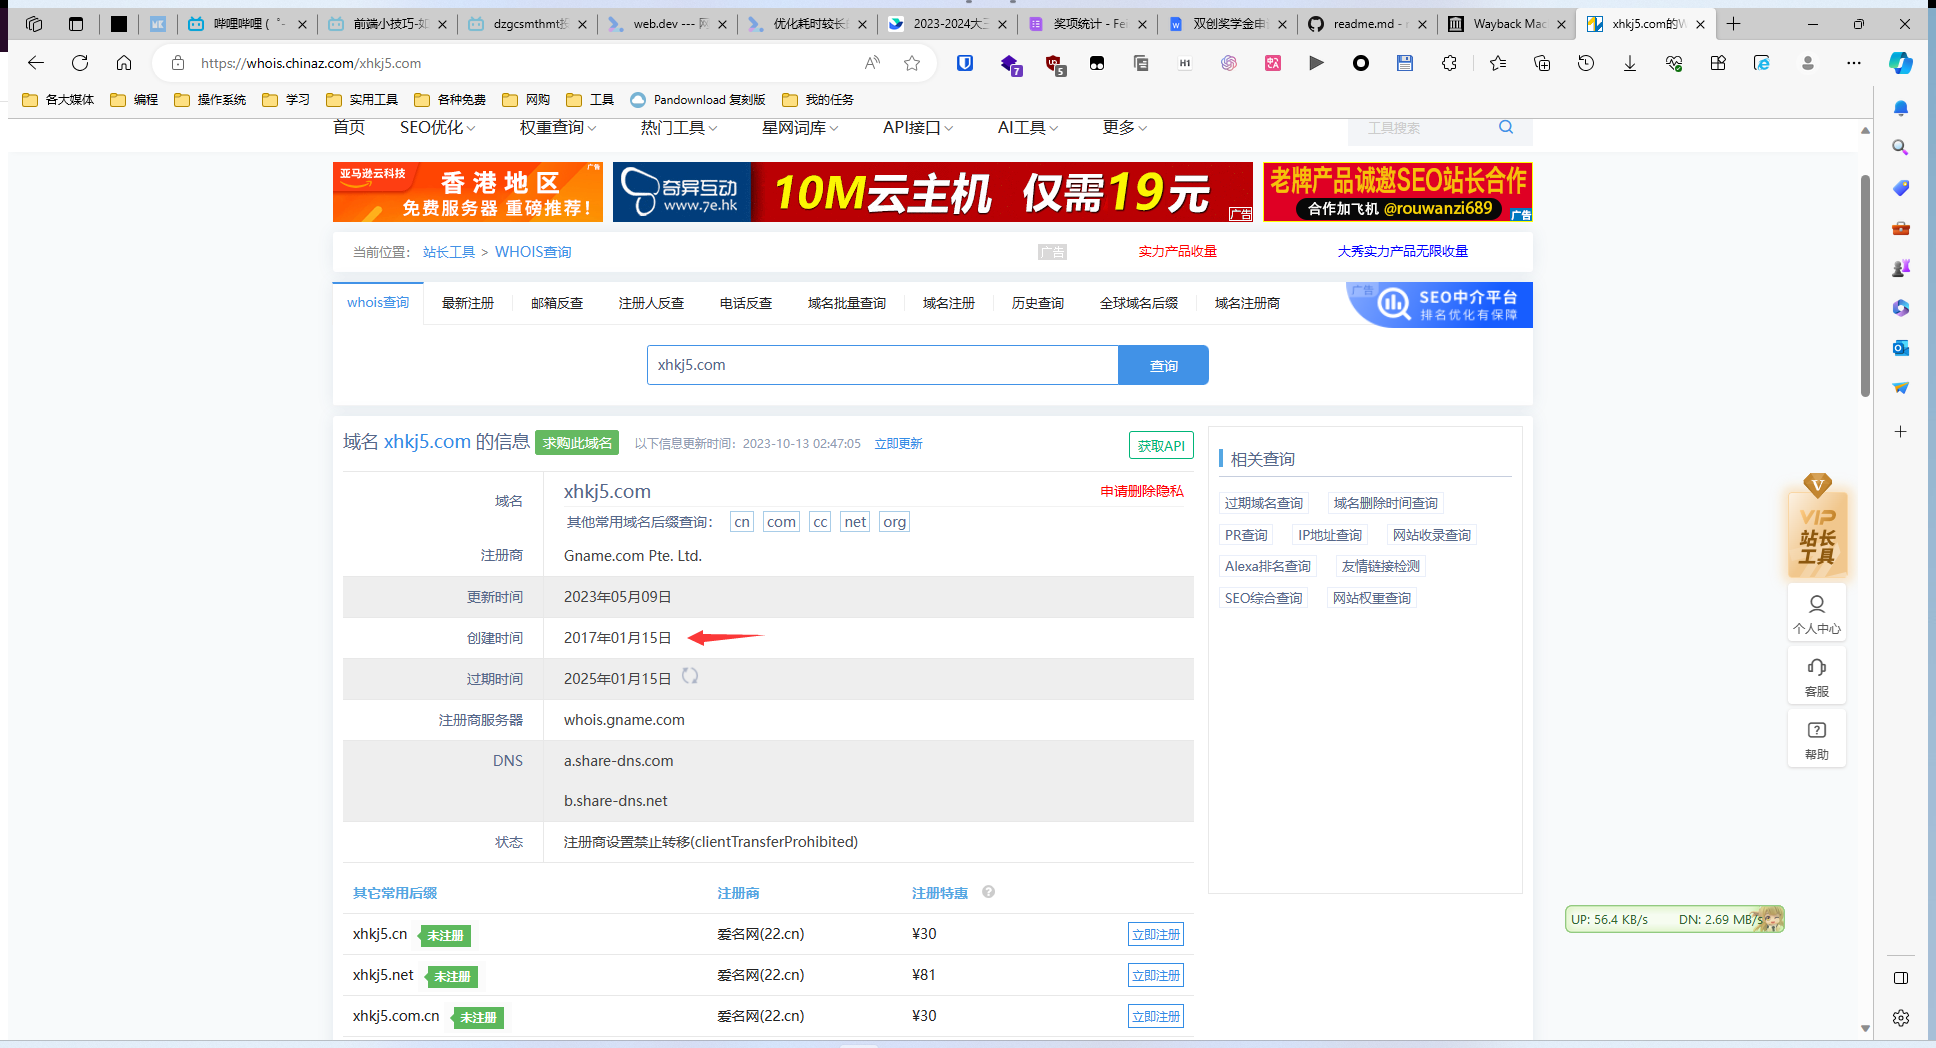 哔哩哔哩 ( ゜-
前端小技巧-如
dzgcsmthmt投
web.dev --- 网
优化耗时较长的
2023-2024大三
奖项统计 - Fei
双创奖学金申
readme.md -
Wayback Mac
xhkj5.com的W
https://whois.chinaz.com/xhkj5.com
各大媒体
编程
操作系统
学习
实用工具
各种免费
网购
工具
Pandownload 复刻版
我的任务
首页
SEO优化
权重查询
热门工具
星网词库
API接口
AI工具
更多
工具搜索
亚马逊云科技
香港地区
免费服务器 重磅推荐!
广告
奇异互动
www.7e.hk
10M云主机 仅需19元
广告
老牌产品诚邀SEO站长合作
合作加飞机 @rouwanzi689
广告
当前位置: 站长工具 > WHOIS查询
广告
实力产品收量
大秀实力产品无限收量
whois查询
最新注册
邮箱反查
注册人反查
电话反查
域名批量查询
域名注册
历史查询
全球域名后缀
域名注册商
广告
SEO中介平台
排名优化有保障
xhkj5.com
查询
域名 xhkj5.com 的信息
求购此域名
以下信息更新时间: 2023-10-13 02:47:05 立即更新
获取API
域名
xhkj5.com
申请删除隐私
其他常用域名后缀查询: cn com cc net org
注册商
Gname.com Pte. Ltd.
更新时间
2023年05月09日
创建时间
2017年01月15日
过期时间
2025年01月15日
注册商服务器
whois.gname.com
DNS
a.share-dns.com
b.share-dns.net
状态
注册商设置禁止转移(clientTransferProhibited)
其它常用后缀
注册商
注册特惠
xhkj5.cn 未注册
爱名网(22.cn)
¥30
立即注册
xhkj5.net 未注册
爱名网(22.cn)
¥81
立即注册
xhkj5.com.cn 未注册
爱名网(22.cn)
¥30
立即注册
相关查询
过期域名查询 域名删除时间查询
PR查询 IP地址查询 网站收录查询
Alexa排名查询 友情链接检测
SEO综合查询 网站权重查询
V
VIP
站长
工具
个人中心
客服
帮助
UP: 56.4 KB/s DN: 2.69 MB/s